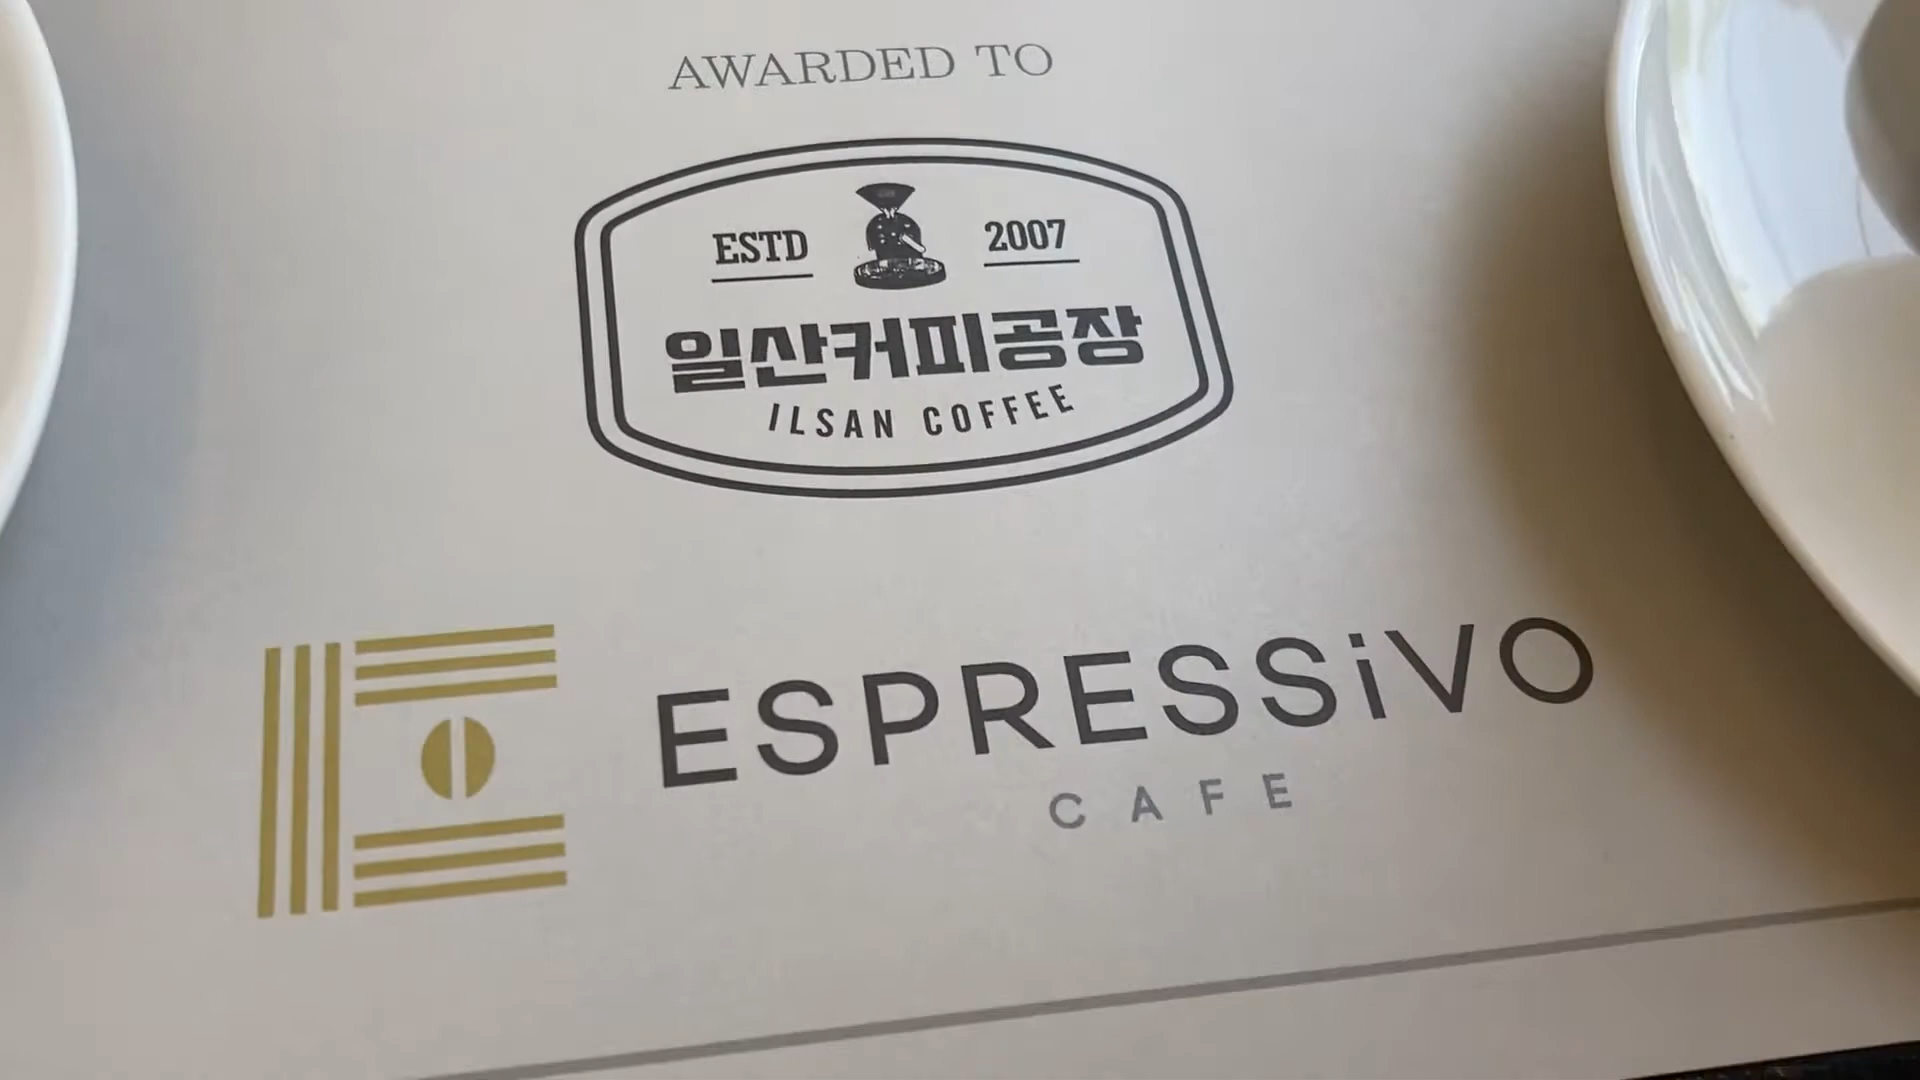 AWARDED TO
ESTD 2007
일산커피공장
ILSAN COFFEE
ESPRESSiVO
CAFE